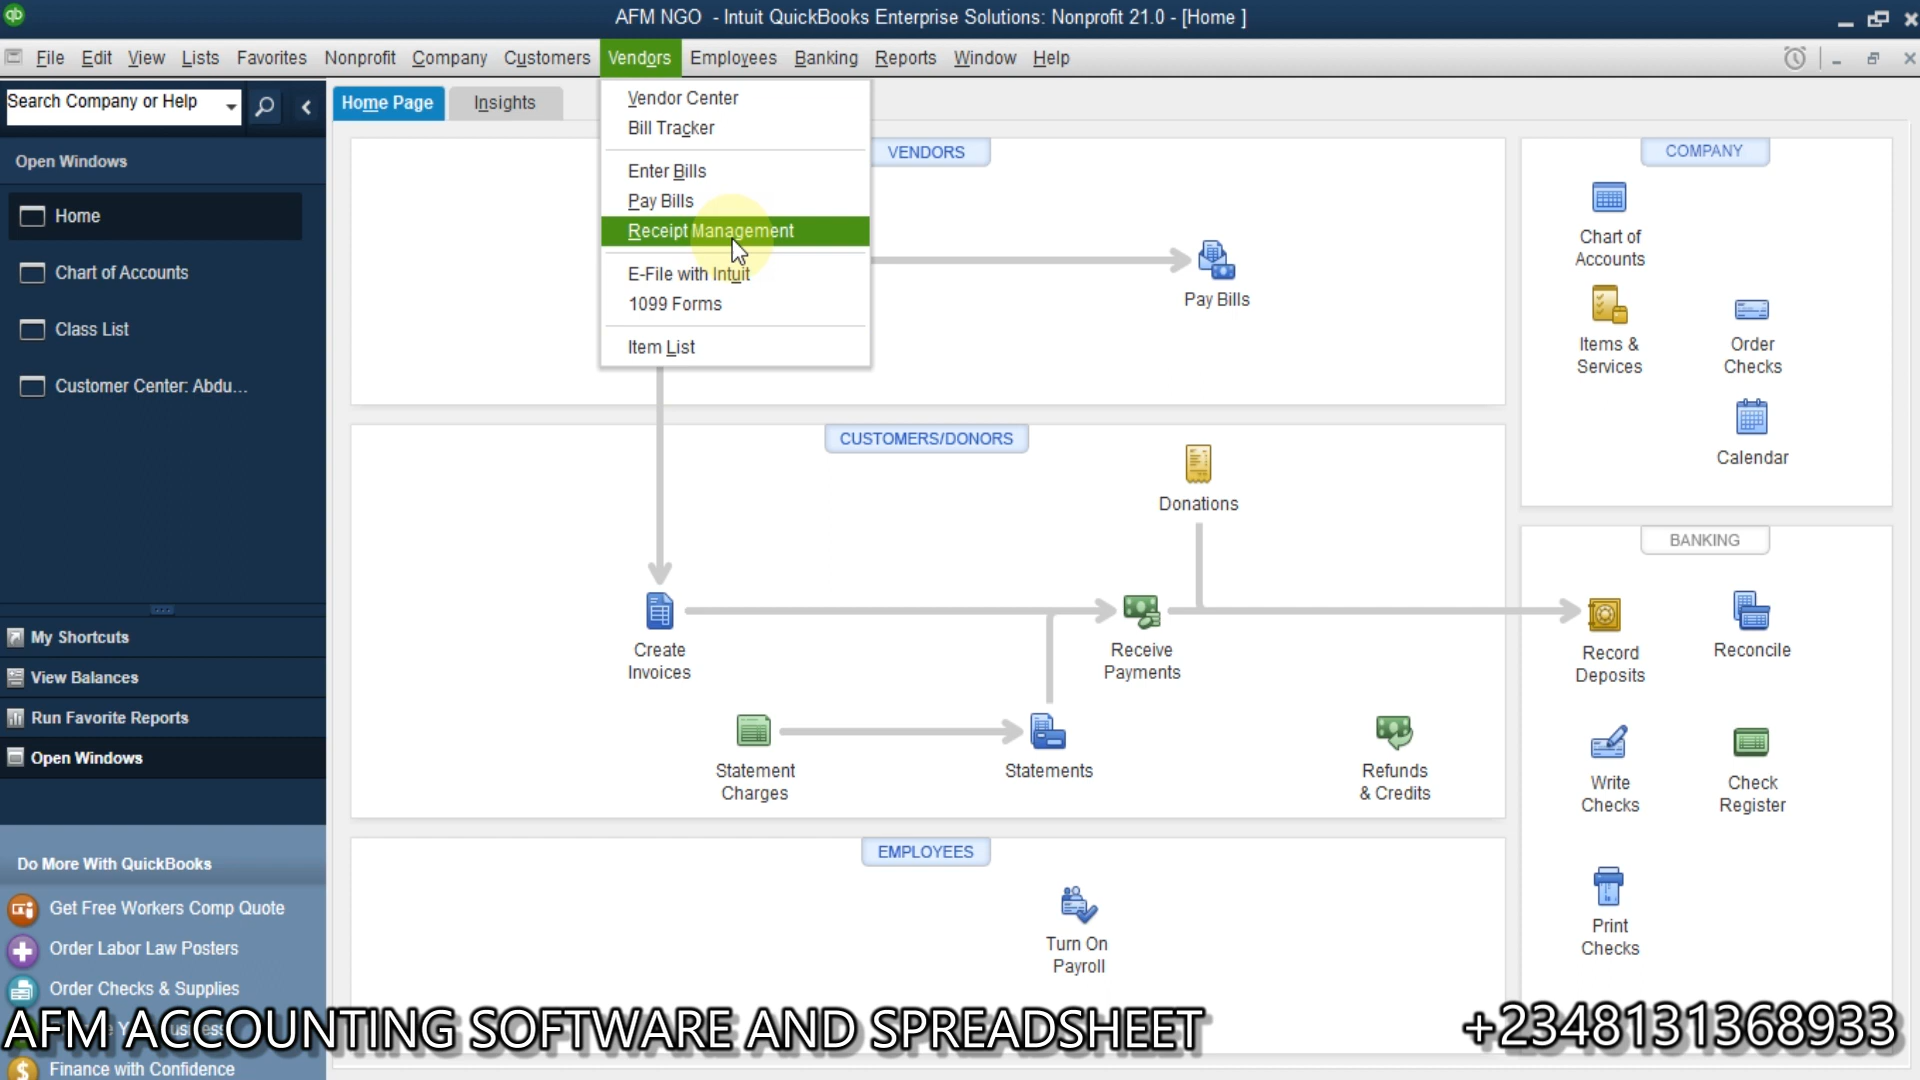 qb
AFM NGO - Intuit QuickBooks Enterprise Solutions: Nonprofit 21.0 - [Home ]
File Edit View Lists Favorites Nonprofit Company Customers Vendors Employees Banking Reports Window Help
Search Company or Help
Home Page
Insights
Open Windows
Home
Chart of Accounts
Class List
Customer Center: Abdu...
My Shortcuts
View Balances
Run Favorite Reports
Open Windows
Do More With QuickBooks
Get Free Workers Comp Quote
Order Labor Law Posters
Order Checks & Supplies
Finance with Confidence
Vendor Center
Bill Tracker
Enter Bills
Pay Bills
Receipt Management
E-File with Intuit
1099 Forms
Item List
VENDORS
Pay Bills
CUSTOMERS/DONORS
Donations
Create
Invoices
Receive
Payments
Statement
Charges
Statements
Refunds
& Credits
EMPLOYEES
Turn On
Payroll
COMPANY
Chart of
Accounts
Items &
Services
Order
Checks
Calendar
BANKING
Record
Deposits
Reconcile
Write
Checks
Check
Register
Print
Checks
AFM ACCOUNTING SOFTWARE AND SPREADSHEET
+2348131368933